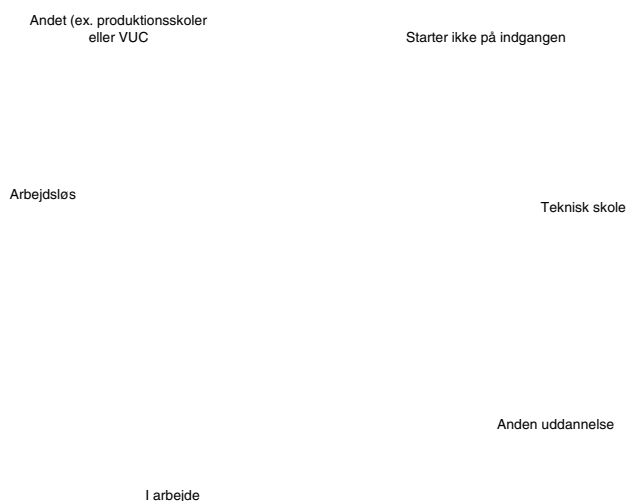 Andet (ex. produktionsskoler
eller VUC
Starter ikke på indgangen
Arbejdsløs
Teknisk skole
Anden uddannelse
I arbejde